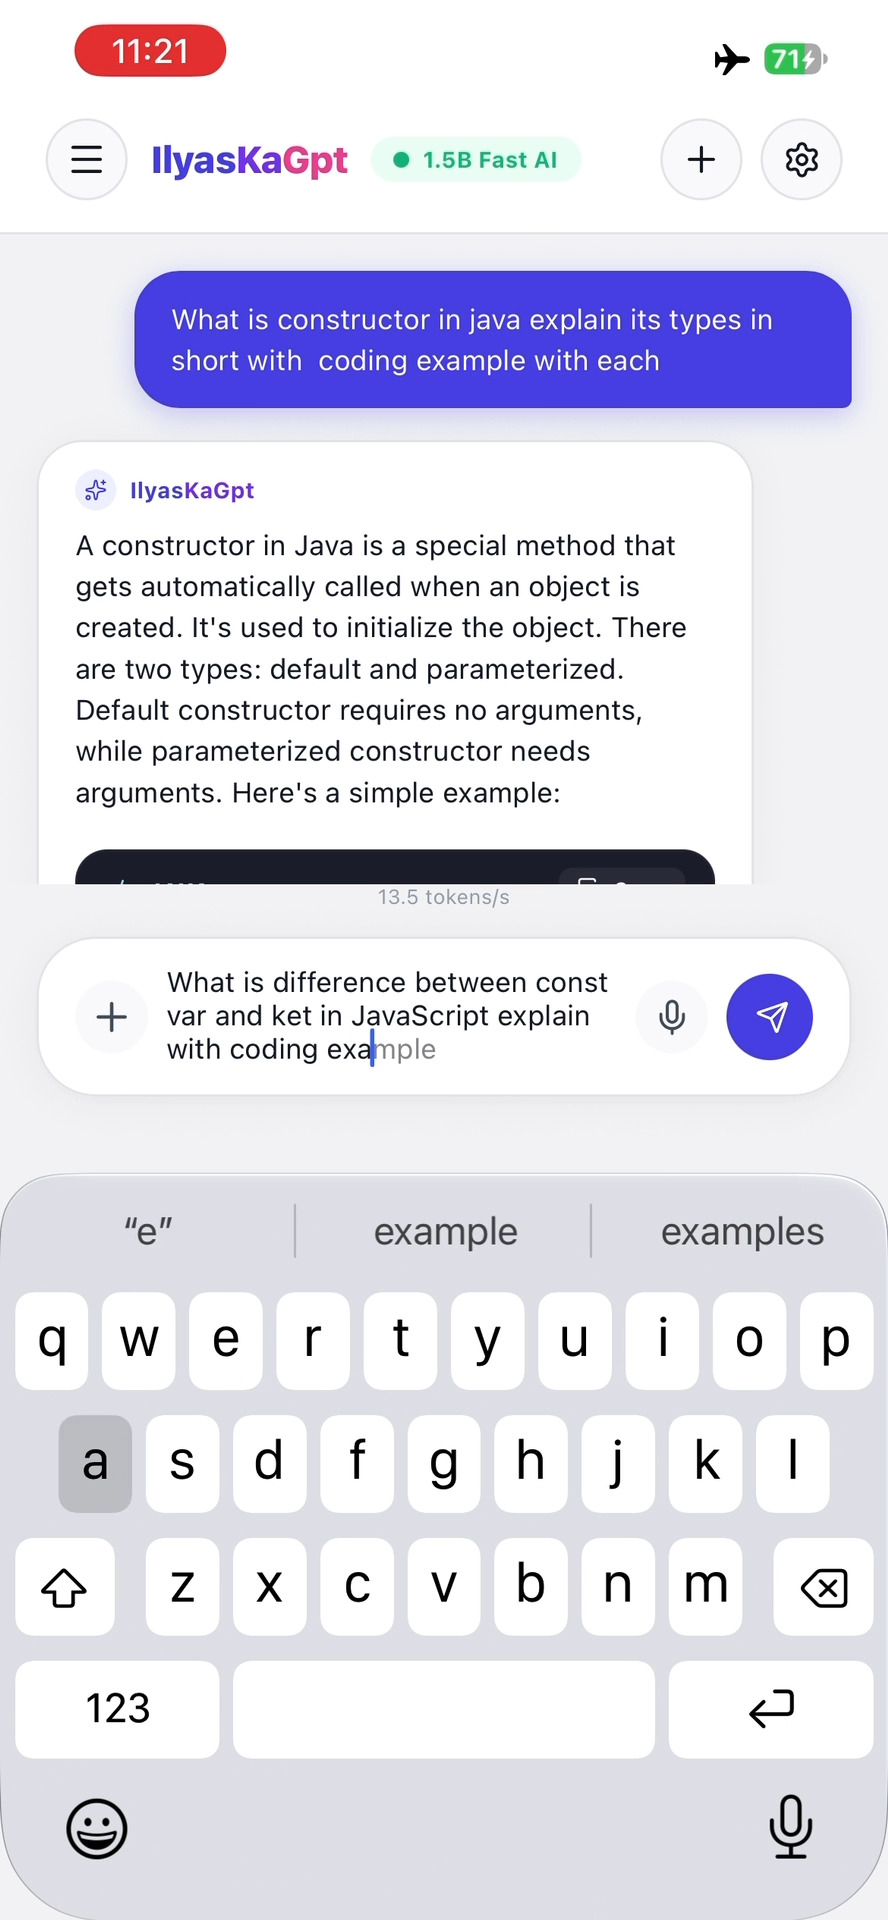 11:21
71
IlyasKaGpt
1.5B Fast AI
What is constructor in java explain its types in
short with  coding example with each
IlyasKaGpt
A constructor in Java is a special method that
gets automatically called when an object is
created. It's used to initialize the object. There
are two types: default and parameterized.
Default constructor requires no arguments,
while parameterized constructor needs
arguments. Here's a simple example:
13.5 tokens/s
What is difference between const
var and ket in JavaScript explain
with coding example
“e” example examples
q w e r t y u i o p
a s d f g h j k l
z x c v b n m
123